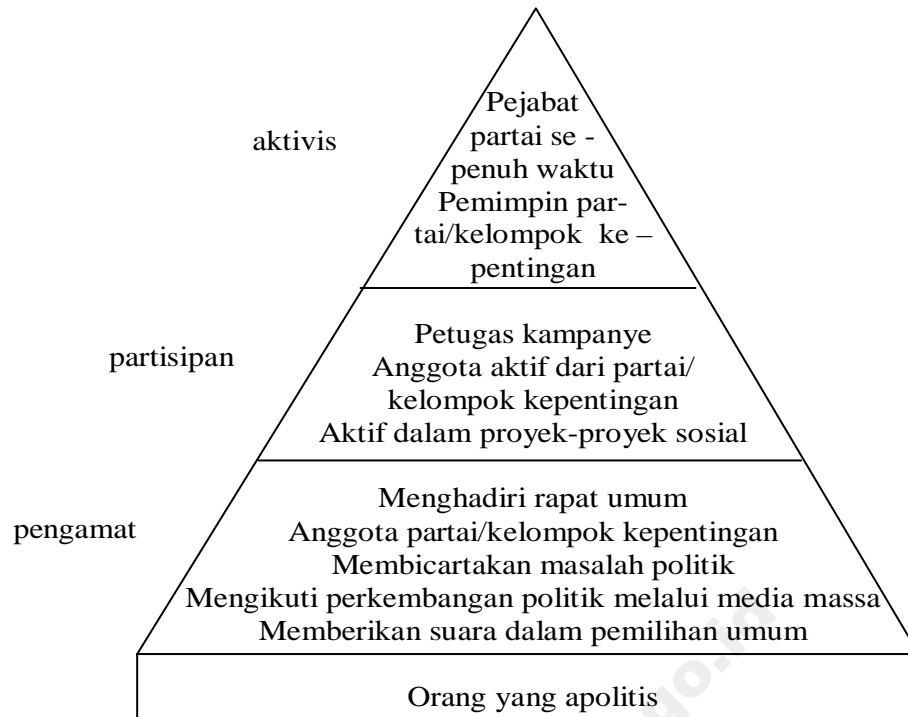 aktivis
Pejabat
partai se -
penuh waktu
Pemimpin par-
tai/kelompok ke –
pentingan
partisipan
Petugas kampanye
Anggota aktif dari partai/
kelompok kepentingan
Aktif dalam proyek-proyek sosial
pengamat
Menghadiri rapat umum
Anggota partai/kelompok kepentingan
Membicartakan masalah politik
Mengikuti perkembangan politik melalui media massa
Memberikan suara dalam pemilihan umum
Orang yang apolitis
go.id